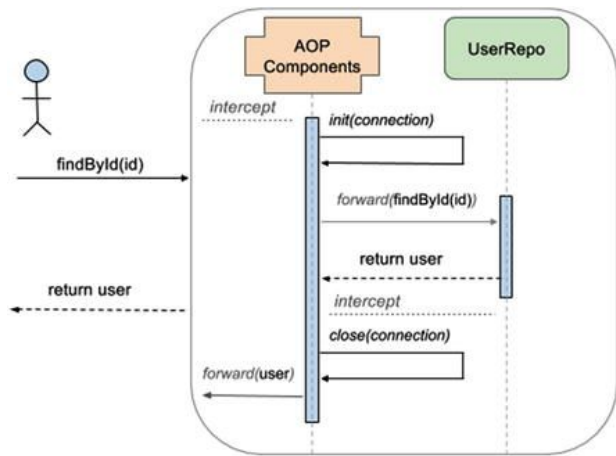 AOP
Components
UserRepo
intercept
init(connection)
findById(id)
forward(findById(id))
return user
return user
intercept
close(connection)
forward(user)